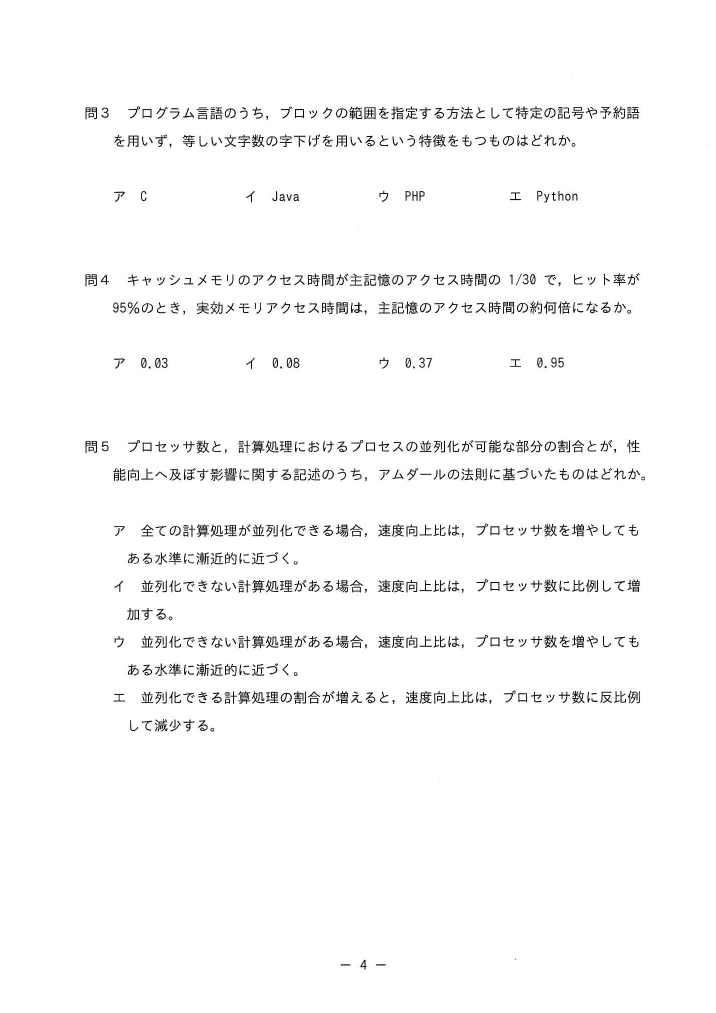 問3　プログラム言語のうち，ブロックの範囲を指定する方法として特定の記号や予約語
を用いず，等しい文字数の字下げを用いるという特徴をもつものはどれか。
ア　C　イ　Java　ウ　PHP　エ　Python
問4　キャッシュメモリのアクセス時間が主記憶のアクセス時間の 1/30 で，ヒット率が
95%のとき，実効メモリアクセス時間は，主記憶のアクセス時間の約何倍になるか。
ア　0.03　イ　0.08　ウ　0.37　エ　0.95
問5　プロセッサ数と，計算処理におけるプロセスの並列化が可能な部分の割合とが，性
能向上へ及ぼす影響に関する記述のうち，アムダールの法則に基づいたものはどれか。
ア　全ての計算処理が並列化できる場合，速度向上比は，プロセッサ数を増やしても
ある水準に漸近的に近づく。
イ　並列化できない計算処理がある場合，速度向上比は，プロセッサ数に比例して増
加する。
ウ　並列化できない計算処理がある場合，速度向上比は，プロセッサ数を増やしても
ある水準に漸近的に近づく。
エ　並列化できる計算処理の割合が増えると，速度向上比は，プロセッサ数に反比例
して減少する。
－ 4 －